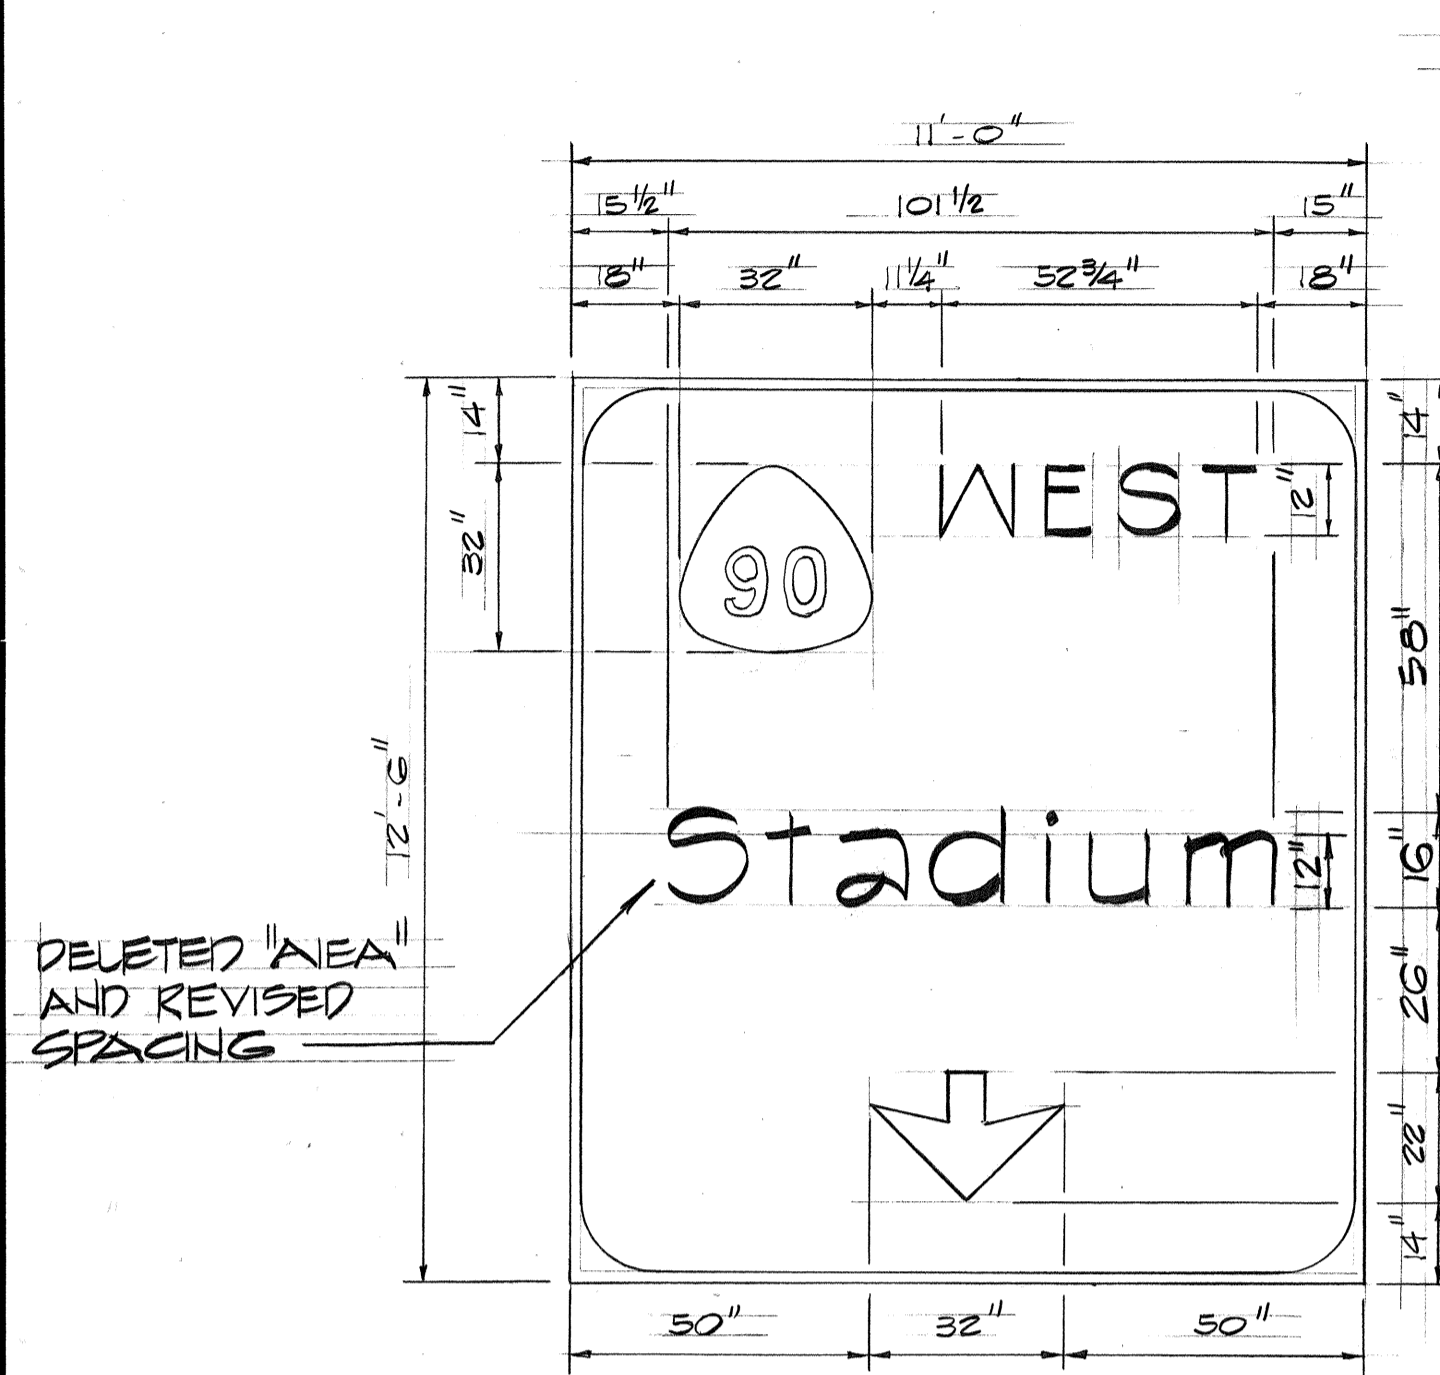 11'-0"
15 1/2" 101 1/2 15"
18" 32" 11 1/4" 52 3/4" 18"
14"
32"
12'-6"
90
WEST
12"
Stadium
12"
14"
58"
16"
26"
22"
14"
DELETED "AIEA"
AND REVISED
SPACING
50" 32" 50"